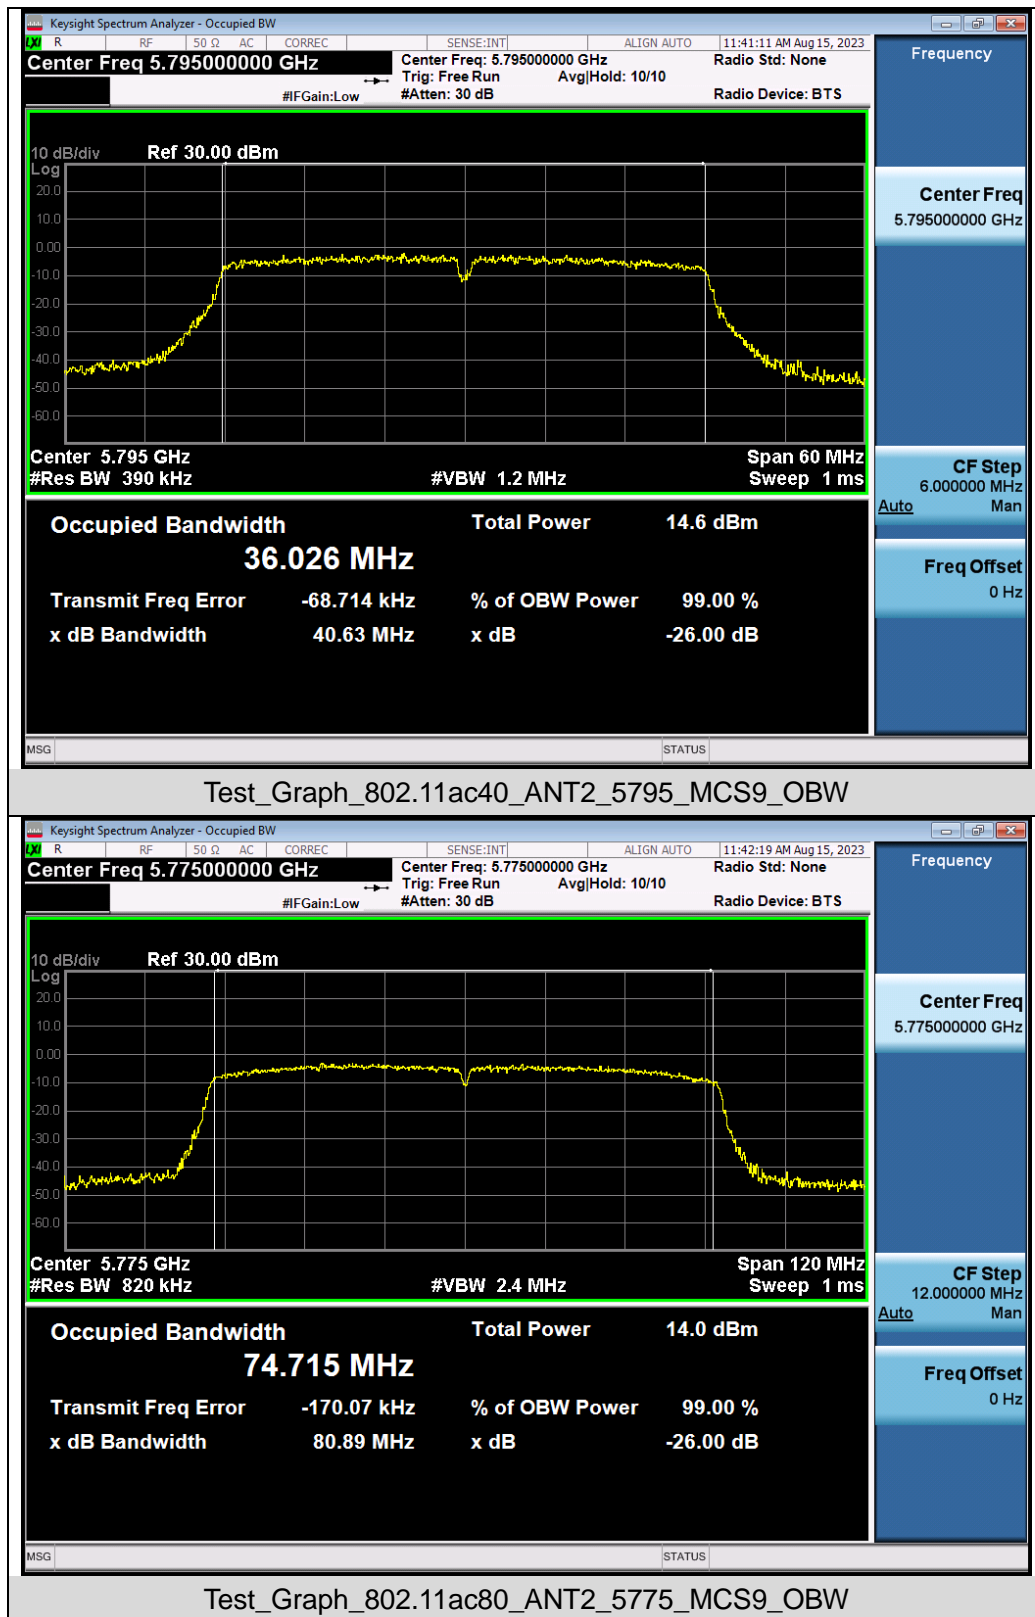 Keysight Spectrum Analyzer - Occupied BW
LXI R RF 50 Ω AC CORREC SENSE:INT ALIGN AUTO 11:41:11 AM Aug 15, 2023
Center Freq 5.795000000 GHz
Center Freq: 5.795000000 GHz
Radio Std: None
Trig: Free Run Avg|Hold: 10/10
#IFGain:Low
#Atten: 30 dB
Radio Device: BTS
Frequency
10 dB/div Ref 30.00 dBm
Log
20.0
10.0
0.00
-10.0
-20.0
-30.0
-40.0
-50.0
-60.0
Center Freq
5.795000000 GHz
Center 5.795 GHz Span 60 MHz
#Res BW 390 kHz #VBW 1.2 MHz Sweep 1 ms
CF Step
6.000000 MHz
Auto Man
Occupied Bandwidth Total Power 14.6 dBm
36.026 MHz
Transmit Freq Error -68.714 kHz % of OBW Power 99.00 %
x dB Bandwidth 40.63 MHz x dB -26.00 dB
Freq Offset
0 Hz
MSG STATUS
Test_Graph_802.11ac40_ANT2_5795_MCS9_OBW
Keysight Spectrum Analyzer - Occupied BW
LXI R RF 50 Ω AC CORREC SENSE:INT ALIGN AUTO 11:42:19 AM Aug 15, 2023
Center Freq 5.775000000 GHz
Center Freq: 5.775000000 GHz
Radio Std: None
Trig: Free Run Avg|Hold: 10/10
#IFGain:Low
#Atten: 30 dB
Radio Device: BTS
Frequency
10 dB/div Ref 30.00 dBm
Log
20.0
10.0
0.00
-10.0
-20.0
-30.0
-40.0
-50.0
-60.0
Center Freq
5.775000000 GHz
Center 5.775 GHz Span 120 MHz
#Res BW 820 kHz #VBW 2.4 MHz Sweep 1 ms
CF Step
12.000000 MHz
Auto Man
Occupied Bandwidth Total Power 14.0 dBm
74.715 MHz
Transmit Freq Error -170.07 kHz % of OBW Power 99.00 %
x dB Bandwidth 80.89 MHz x dB -26.00 dB
Freq Offset
0 Hz
MSG STATUS
Test_Graph_802.11ac80_ANT2_5775_MCS9_OBW